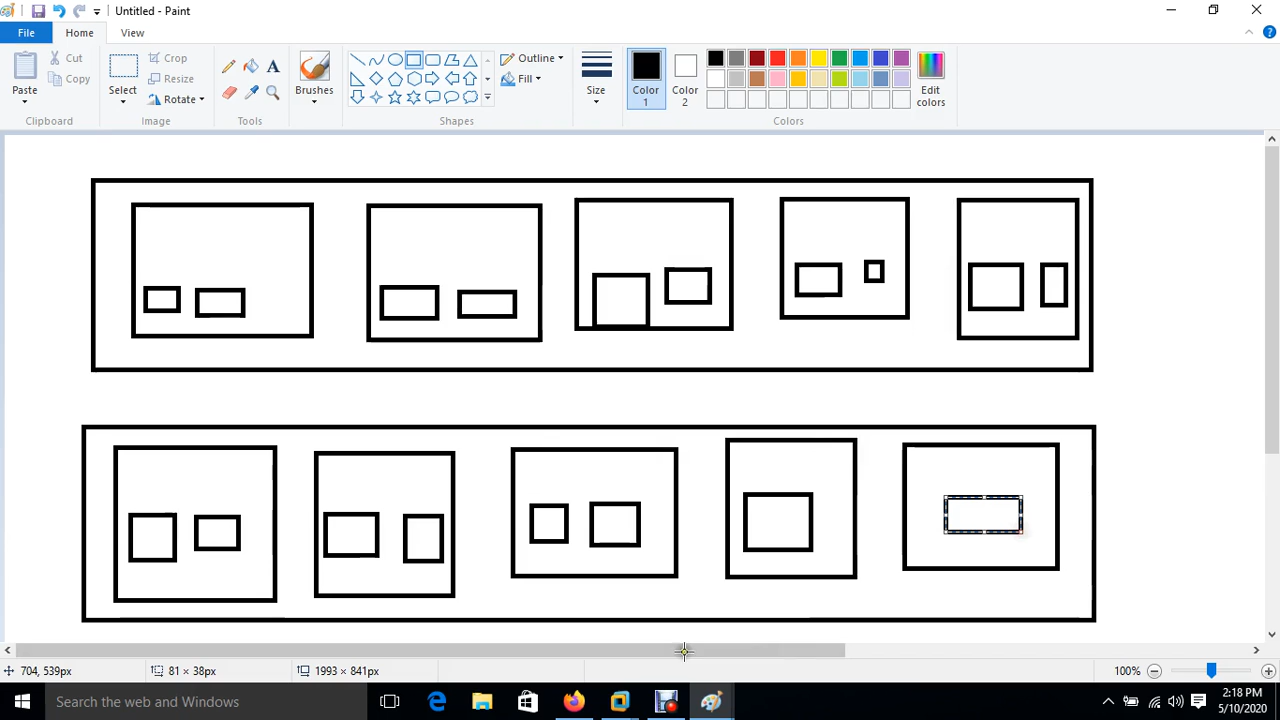 Untitled - Paint
File Home View
Paste Cut Copy Select Crop Resize Rotate A Brushes Outline Fill Size Color 1 Color 2 Edit colors
Clipboard Image Tools Shapes Colors
704, 539px 81 × 38px 1993 × 841px 100%
Search the web and Windows 2:18 PM
5/10/2020